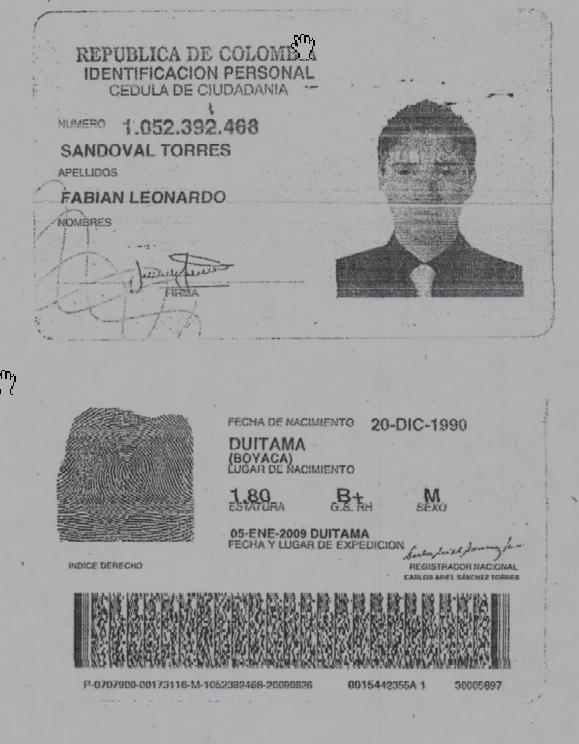 REPUBLICA DE COLOMBIA
IDENTIFICACION PERSONAL
CEDULA DE CIUDADANIA
NUMERO 1.052.392.468
SANDOVAL TORRES
APELLIDOS
FABIAN LEONARDO
NOMBRES
FIRMA
FECHA DE NACIMIENTO 20-DIC-1990
DUITAMA
(BOYACA)
LUGAR DE NACIMIENTO
1.80 B+ M
ESTATURA G.S. RH SEXO
05-ENE-2009 DUITAMA
FECHA Y LUGAR DE EXPEDICION
INDICE DERECHO
REGISTRADOR NACIONAL
CARLOS ARIEL SÁNCHEZ TORRES
P-0707900-00173116-M-1052392468-20090826 0015442355A 1 30005897